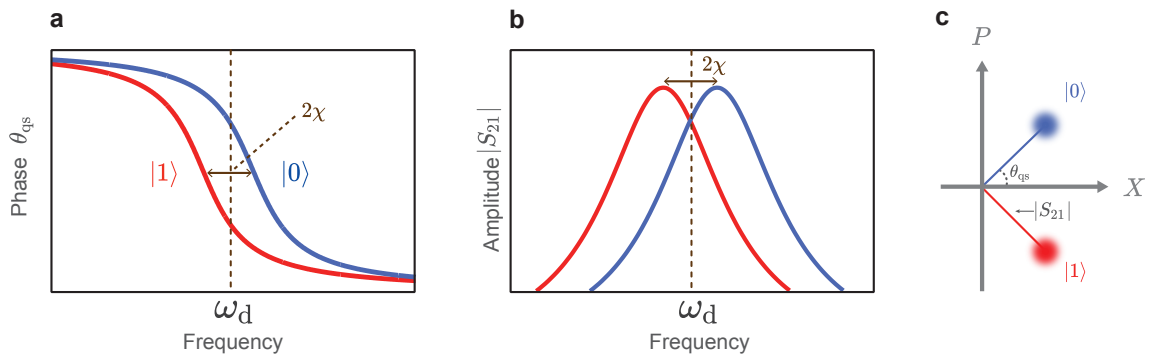 a
Phase θqs
|1⟩
|0⟩
2χ
ωd
Frequency
b
Amplitude |S21|
2χ
ωd
Frequency
c
P
|0⟩
θqs
X
|S21|
|1⟩